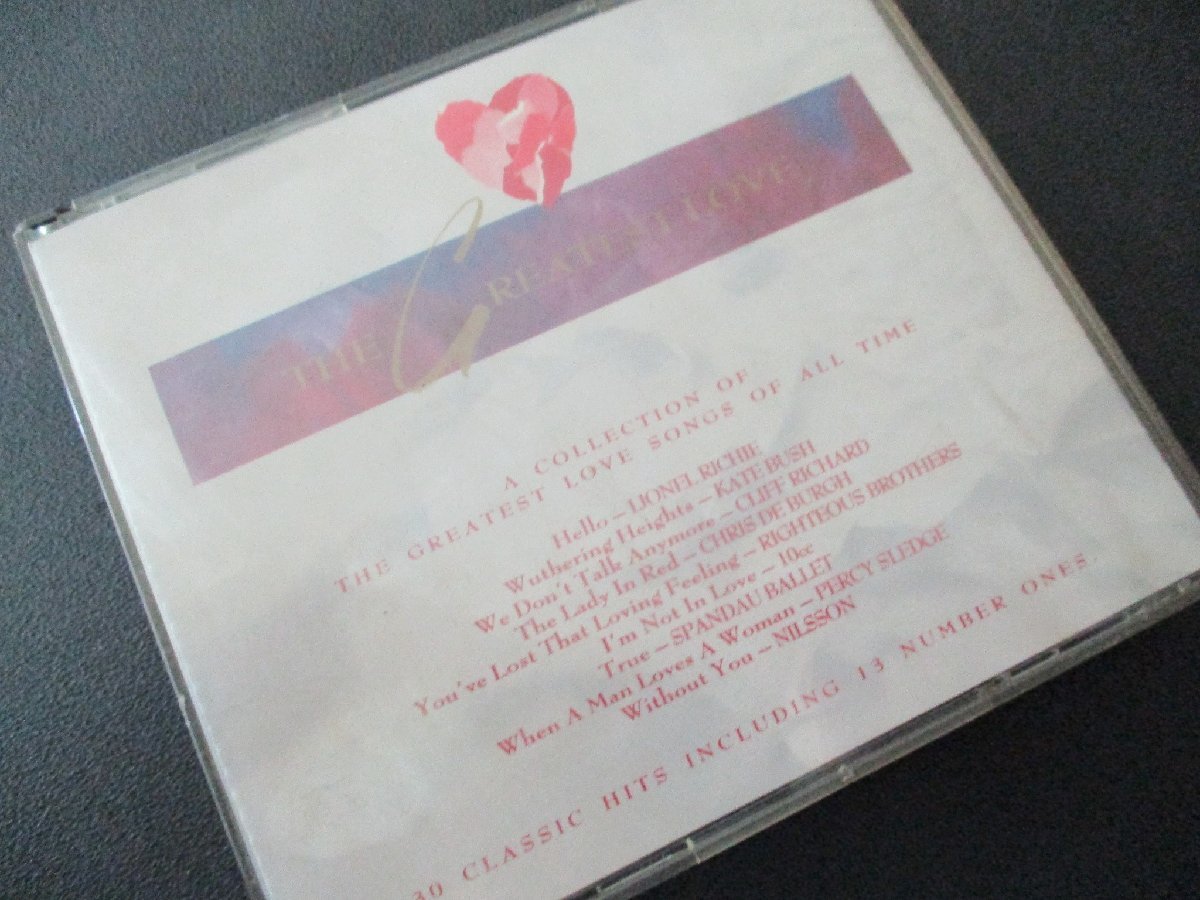 THE GREATEST LOVE
A COLLECTION OF
THE GREATEST LOVE SONGS OF ALL TIME
Hello – LIONEL RICHIE
Wuthering Heights – KATE BUSH
We Don't Talk Anymore – CLIFF RICHARD
The Lady In Red – CHRIS DE BURGH
You've Lost That Loving Feeling – RIGHTEOUS BROTHERS
I'm Not In Love – 10cc
True – SPANDAU BALLET
When A Man Loves A Woman – PERCY SLEDGE
Without You – NILSSON
30 CLASSIC HITS INCLUDING 13 NUMBER ONES.